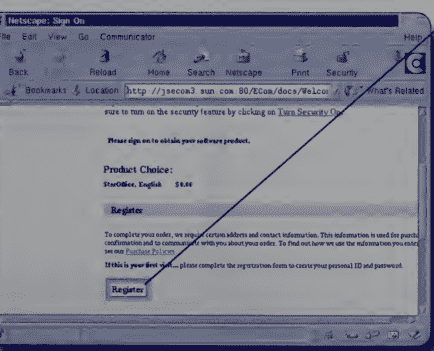 Netscape: Sign On
File Edit View Go Communicator Help
Back Reload Home Search Netscape Print Security
Bookmarks Location http://jsecom3.sun.com:80/ECom/docs/Welcom What's Related
sure to turn on the security feature by clicking on Turn Security On.
Please sign on to obtain your software product.
Product Choice:
StarOffice, English $0.00
Register
To complete your order, we require certain address and contact information. This information is used for purcha
confirmation and to communicate with you about your order. To find out how we use the information you enter
see our Purchase Policies
If this is your first visit... please complete the registration form to create your personal ID and password.
Register